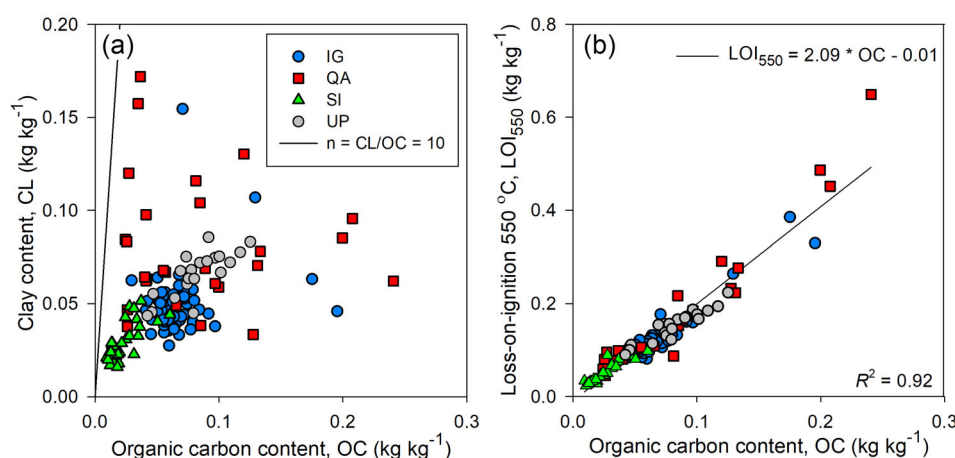 (a)
IG
QA
SI
UP
n = CL/OC = 10
0.20
0.15
0.10
0.05
0.00
Clay content, CL (kg kg⁻¹)
0.0
0.1
0.2
0.3
Organic carbon content, OC (kg kg⁻¹)
(b)
LOI₅₅₀ = 2.09 * OC - 0.01
0.8
0.6
0.4
0.2
0.0
Loss-on-ignition 550 °C, LOI₅₅₀ (kg kg⁻¹)
R² = 0.92
0.0
0.1
0.2
0.3
Organic carbon content, OC (kg kg⁻¹)